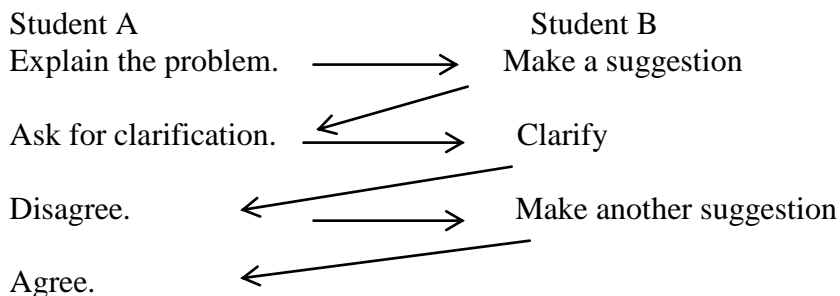 Student A Student B
Explain the problem. Make a suggestion
Ask for clarification. Clarify
Disagree. Make another suggestion
Agree.